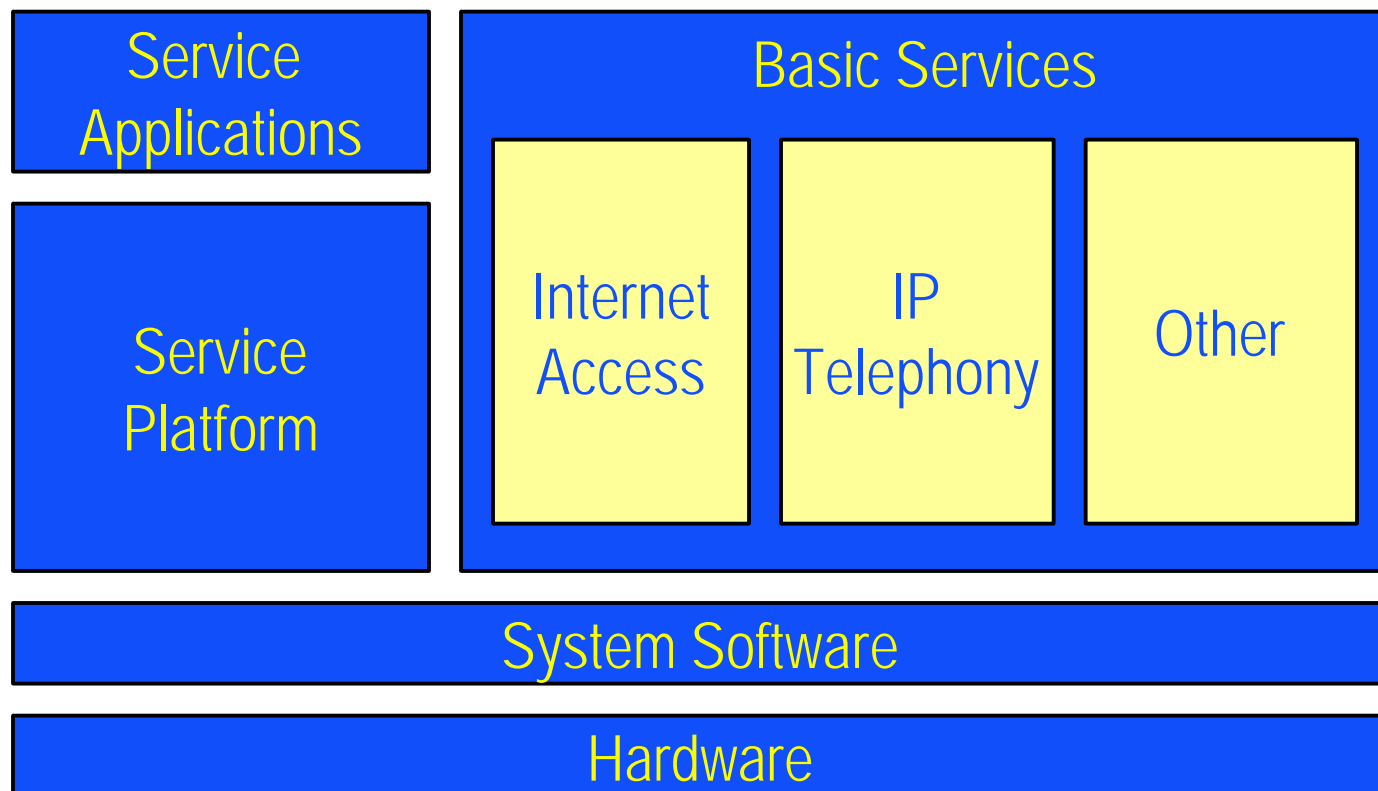 Service
Applications
Basic Services
Service
Platform
Internet
Access
IP
Telephony
Other
System Software
Hardware